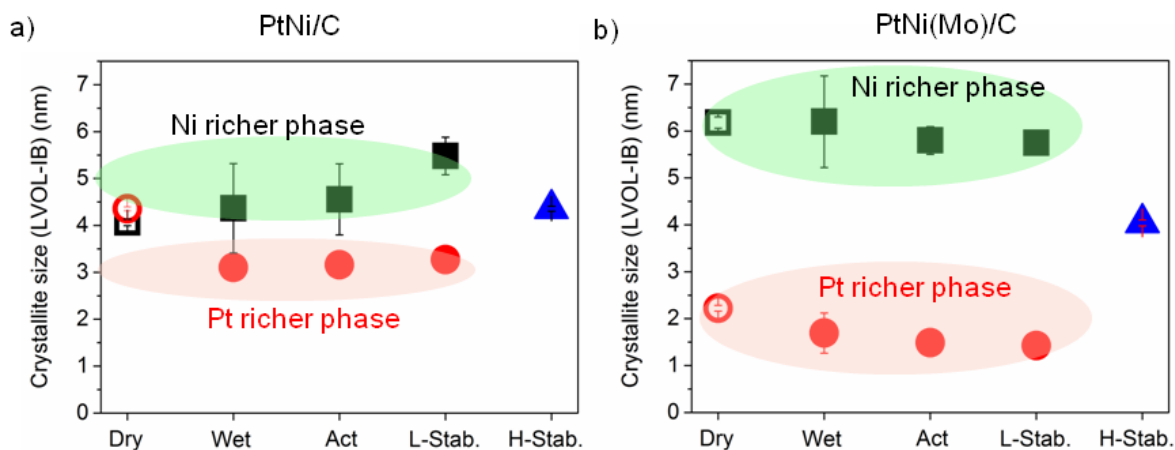 a)
PtNi/C
Crystallite size (LVOL-IB) (nm)
7
6
5
4
3
2
1
0
Ni richer phase
Pt richer phase
Dry Wet Act L-Stab. H-Stab.
b)
PtNi(Mo)/C
Crystallite size (LVOL-IB) (nm)
7
6
5
4
3
2
1
0
Ni richer phase
Pt richer phase
Dry Wet Act L-Stab. H-Stab.